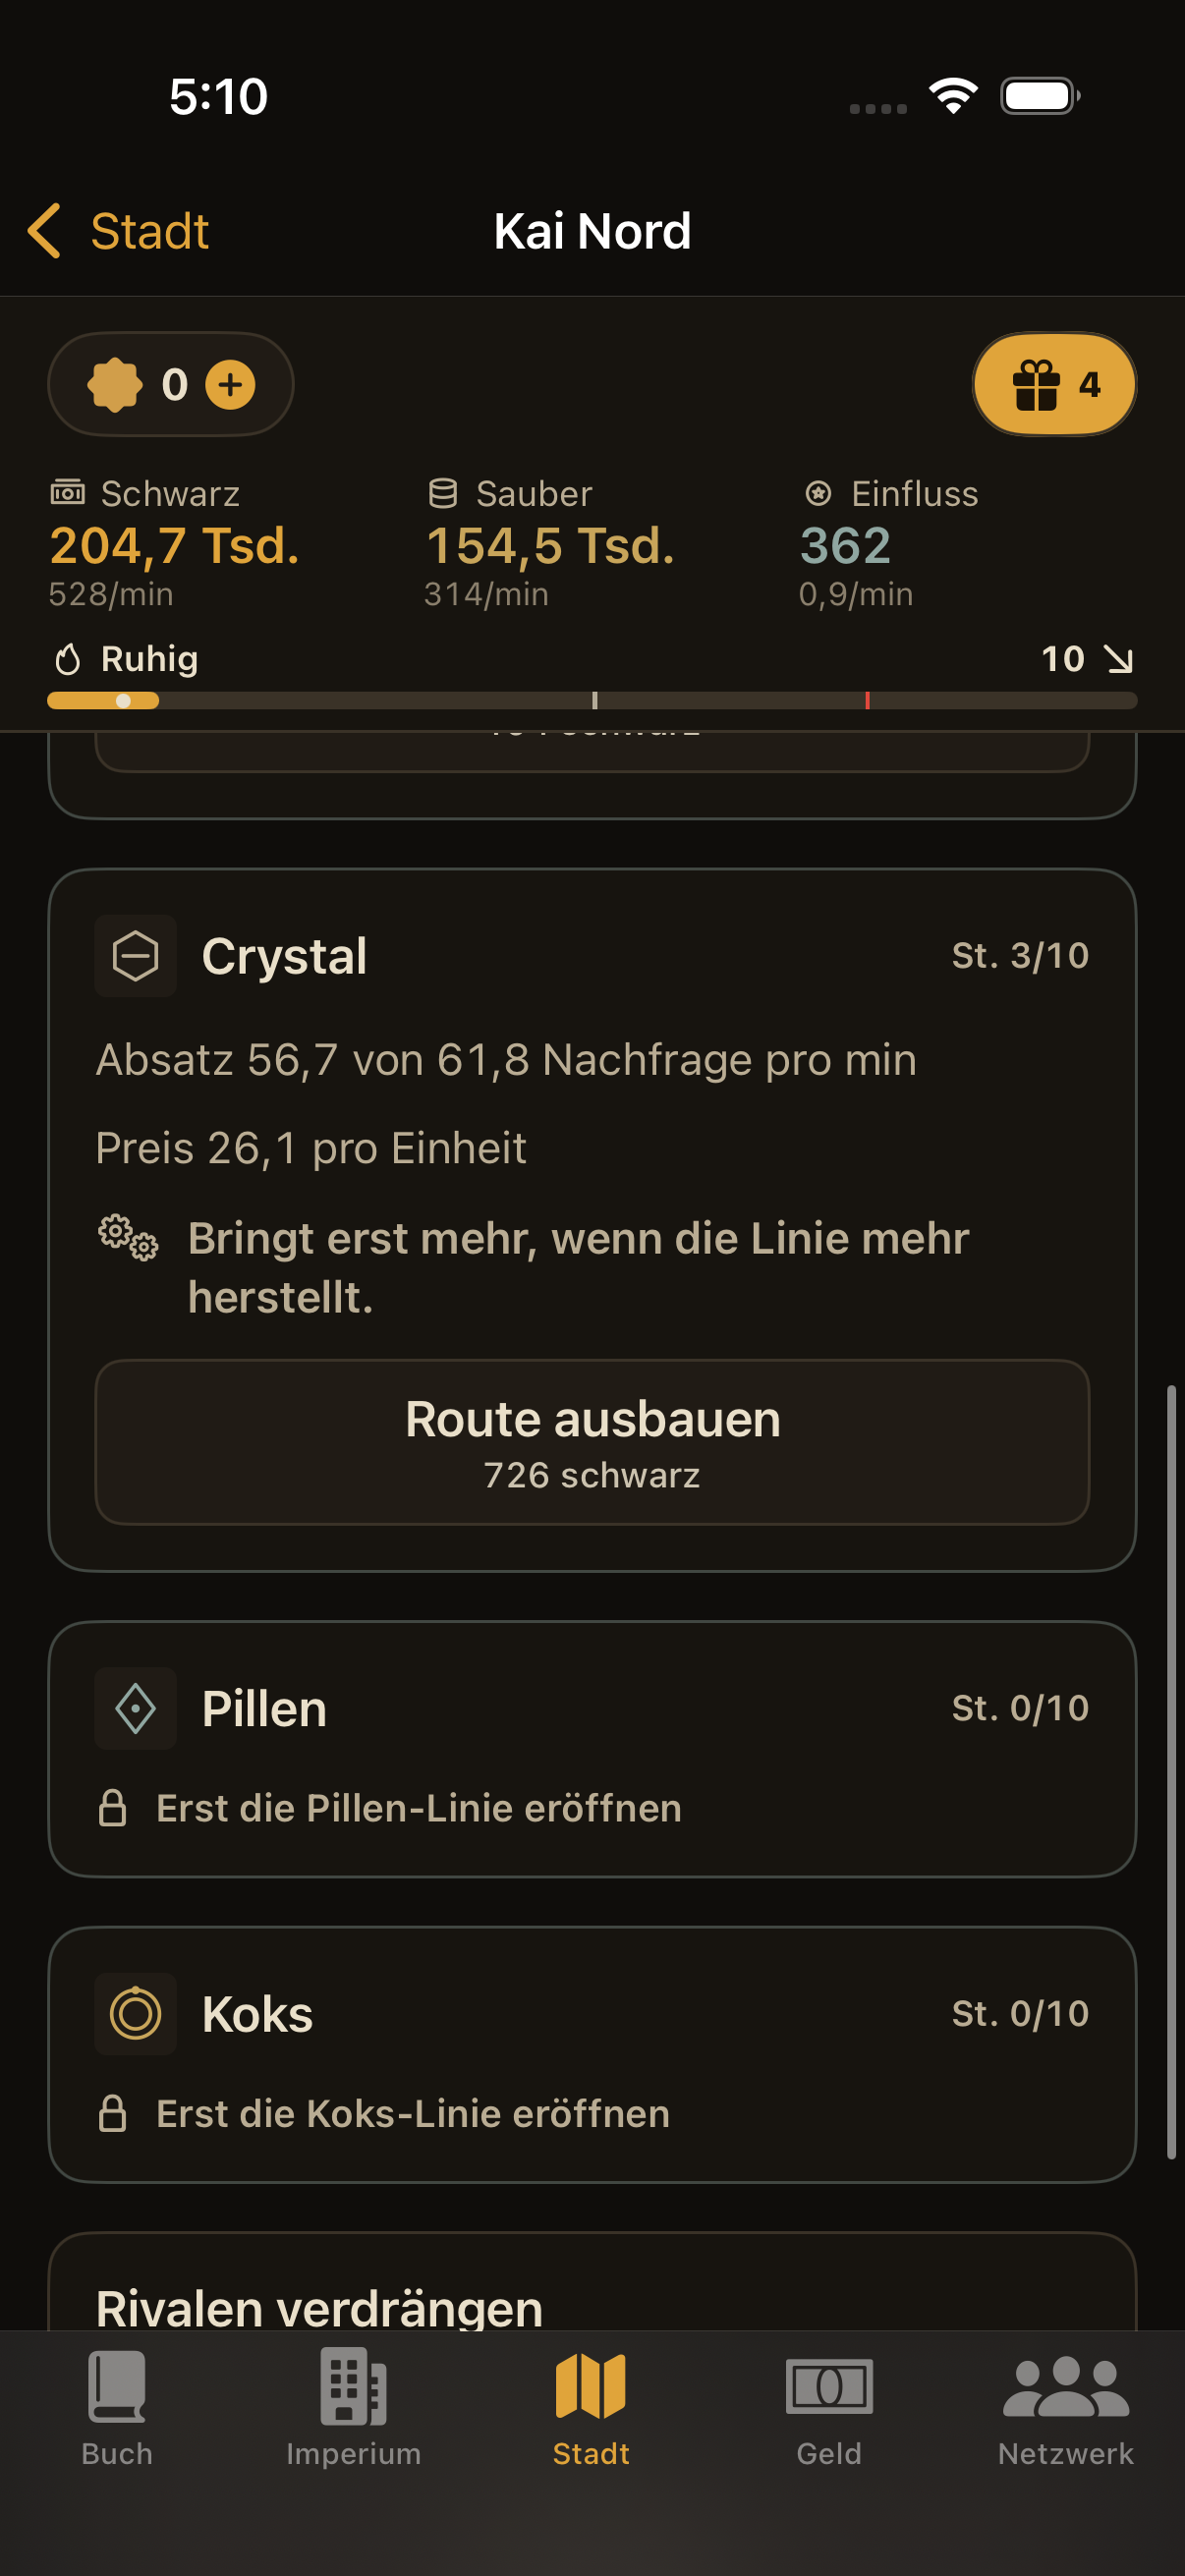 5:10
Stadt
Kai Nord
0
4
Schwarz
Sauber
Einfluss
204,7 Tsd.
154,5 Tsd.
362
528/min
314/min
0,9/min
Ruhig
10
Crystal
St. 3/10
Absatz 56,7 von 61,8 Nachfrage pro min
Preis 26,1 pro Einheit
Bringt erst mehr, wenn die Linie mehr
herstellt.
Route ausbauen
726 schwarz
Pillen
St. 0/10
Erst die Pillen-Linie eröffnen
Koks
St. 0/10
Erst die Koks-Linie eröffnen
Rivalen verdrängen
Buch
Imperium
Stadt
Geld
Netzwerk